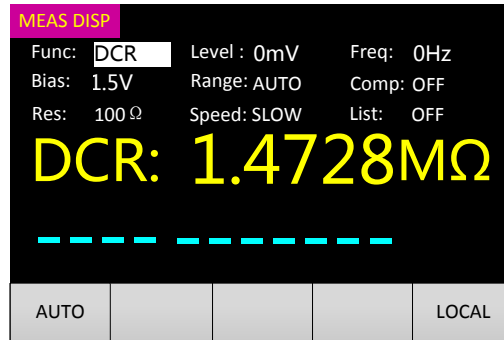 MEAS DISP
Func: DCR Level : 0mV Freq: 0Hz
Bias: 1.5V Range: AUTO Comp: OFF
Res: 100 Ω Speed: SLOW List: OFF
DCR: 1.4728MΩ
---- -------
AUTO LOCAL